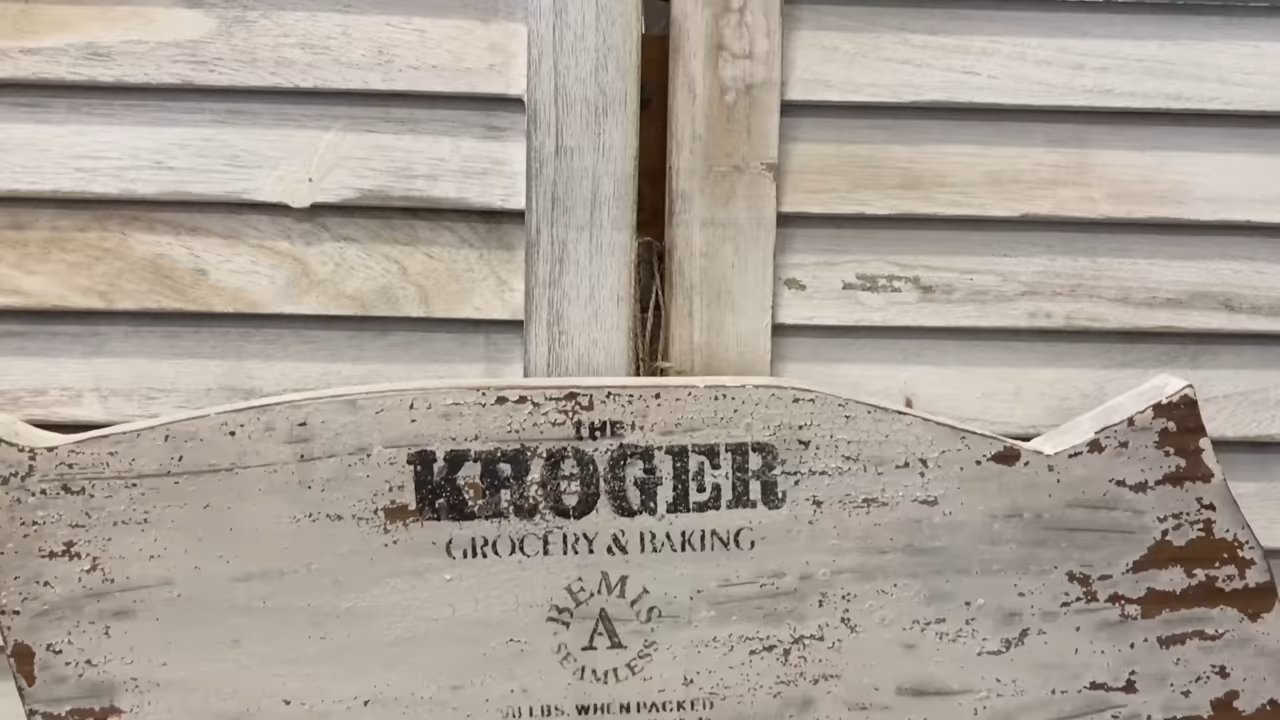 THE
KROGER
GROCERY & BAKING
BEMIS
A
SEAMLESS
LBS. WHEN PACKED